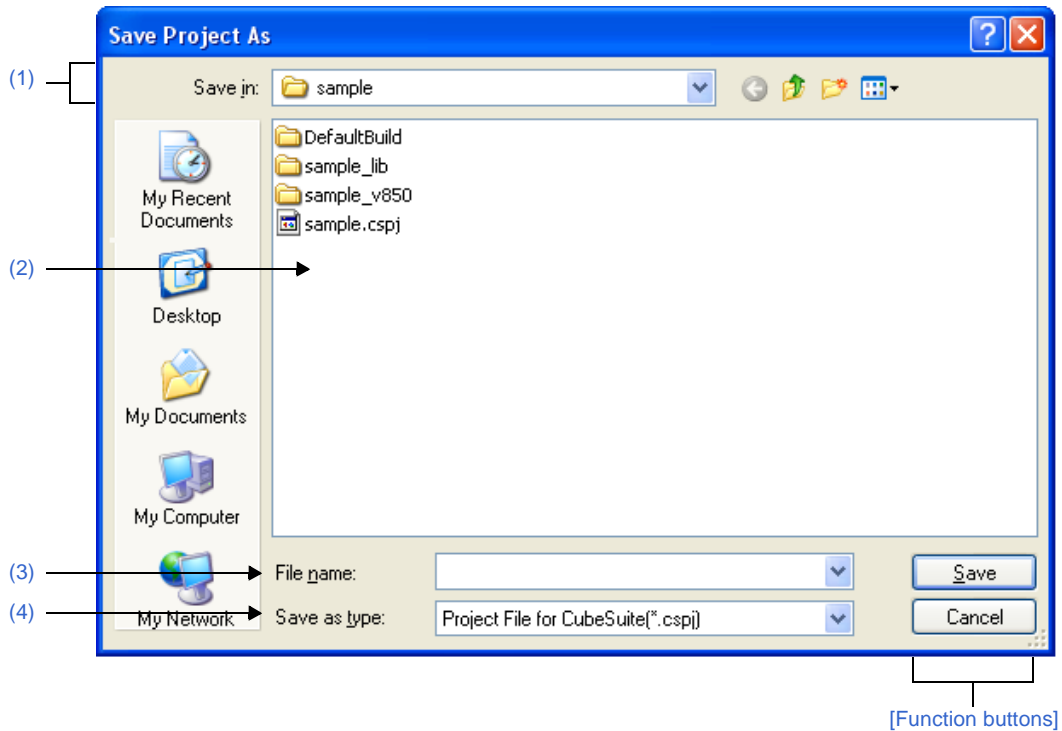 Save Project As
(1)
Save in:
sample
DefaultBuild
sample_lib
sample_v850
sample.cspj
My Recent
Documents
(2)
Desktop
My Documents
My Computer
(3)
File name:
Save
(4)
My Network
Save as type:
Project File for CubeSuite(*.cspj)
Cancel
[Function buttons]